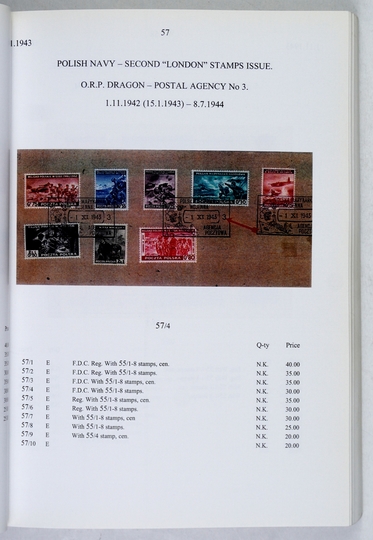 57
1.1943
POLISH NAVY – SECOND “LONDON” STAMPS ISSUE.
O.R.P. DRAGON – POSTAL AGENCY No 3.
1.11.1942 (15.1.1943) – 8.7.1944
POCZTA POLSKA
57/4
Q-ty Price
57/1 E F.D.C. Reg. With 55/1-8 stamps, cen. N.K. 40.00
57/2 E F.D.C. Reg. With 55/1-8 stamps. N.K. 35.00
57/3 E F.D.C. With 55/1-8 stamps, cen. N.K. 35.00
57/4 E F.D.C. With 55/1-8 stamps. N.K. 30.00
57/5 E Reg. With 55/1-8 stamps, cen. N.K. 35.00
57/6 E Reg. With 55/1-8 stamps. N.K. 30.00
57/7 E With 55/1-8 stamps, cen N.K. 30.00
57/8 E With 55/1-8 stamps. N.K. 25.00
57/9 E With 55/4 stamp, cen. N.K. 20.00
57/10 E N.K. 20.00